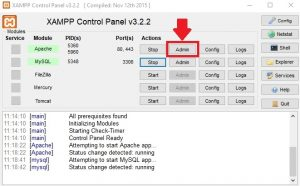 XAMPP Control Panel v3.2.2 [ Compiled: Nov 12th 2015 ]
XAMPP Control Panel v3.2.2
Config
Modules
Service Module PID(s) Port(s) Actions
Netstat
Apache 5360 5080 80, 443 Stop Admin Config Logs
Shell
MySQL 5348 3306 Stop Admin Config Logs
Explorer
FileZilla Start Admin Config Logs
Services
Mercury Start Admin Config Logs
Help
Tomcat Start Admin Config Logs
Quit
11:14:10 [main] All prerequisites found
11:14:10 [main] Initializing Modules
11:14:10 [main] Starting Check-Timer
11:14:10 [main] Control Panel Ready
11:18:22 [Apache] Attempting to start Apache app...
11:18:22 [Apache] Status change detected: running
11:18:41 [mysql] Attempting to start MySQL app...
11:18:42 [mysql] Status change detected: running